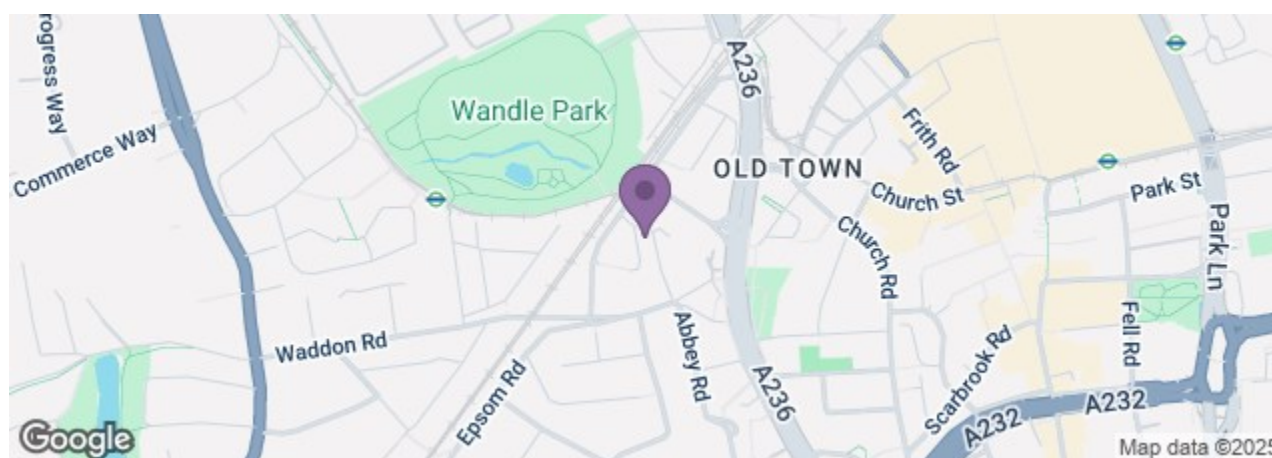 rogress Way
Commerce Way
Wandle Park
A236
OLD TOWN
Frith Rd
Church St
Park St
Church Rd
Park Ln
Waddon Rd
Epsom Rd
Abbey Rd
A236
Scarbrook Rd
Fell Rd
A232
A232
Google
Map data ©2025